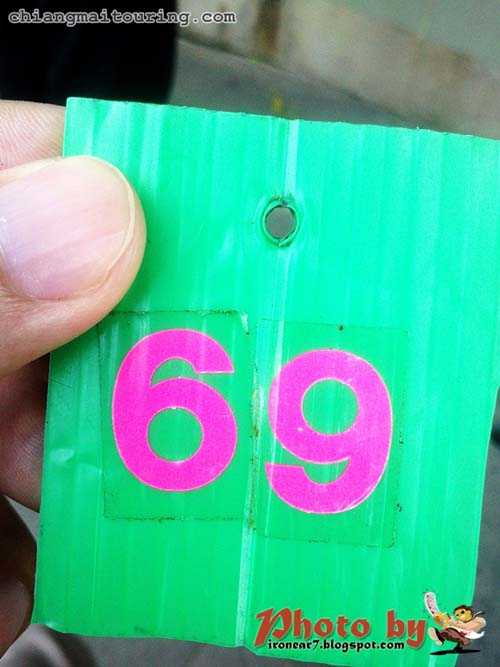 chiangmaitouring.com
69
Photo by
ironear7.blogspot.com